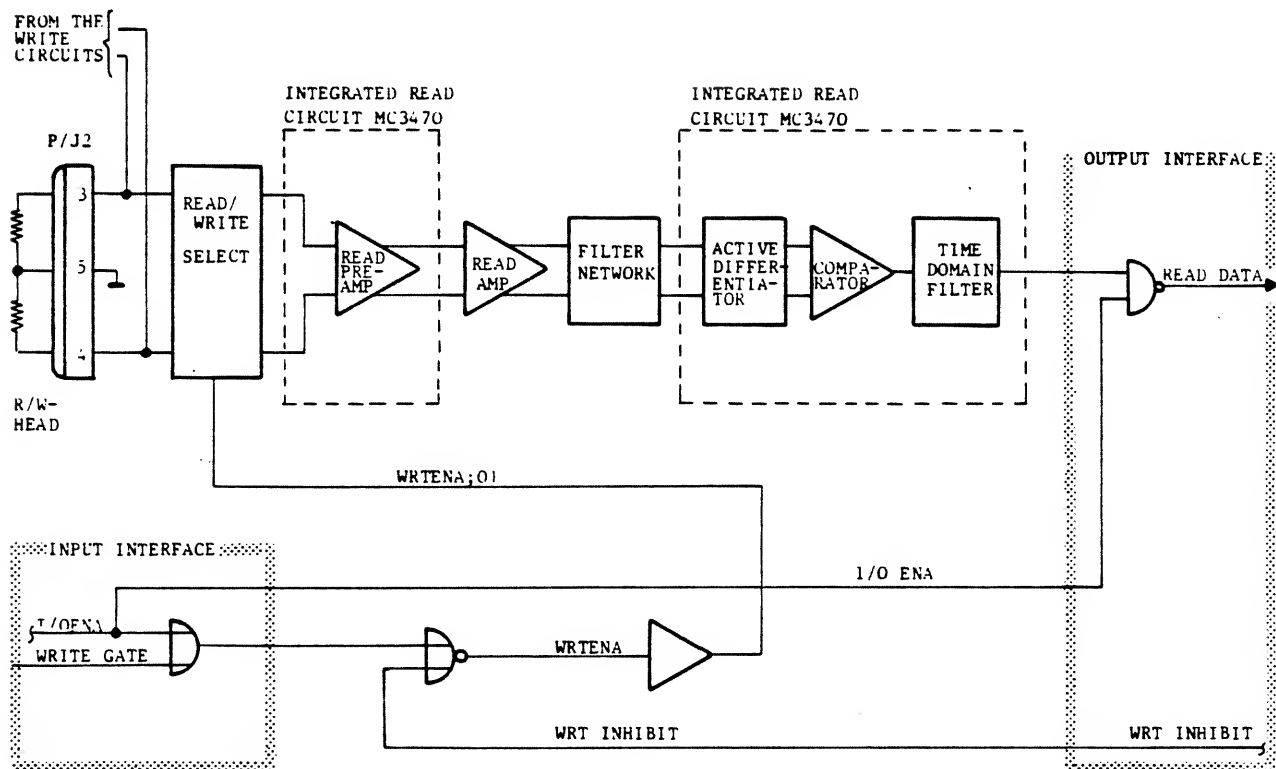 FROM THE
WRITE
CIRCUITS
INTEGRATED READ
CIRCUIT MC3470
INTEGRATED READ
CIRCUIT MC3470
P/J2
OUTPUT INTERFACE
3
5
4
READ/
WRITE
SELECT
READ
PRE-
AMP
READ
AMP
FILTER
NETWORK
ACTIVE
DIFFER-
ENTIA-
TOR
COMPA-
RATOR
TIME
DOMAIN
FILTER
READ DATA
R/W-
HEAD
WRTENA;01
INPUT INTERFACE
I/O ENA
I/OENA
WRITE GATE
WRTENA
WRT INHIBIT
WRT INHIBIT